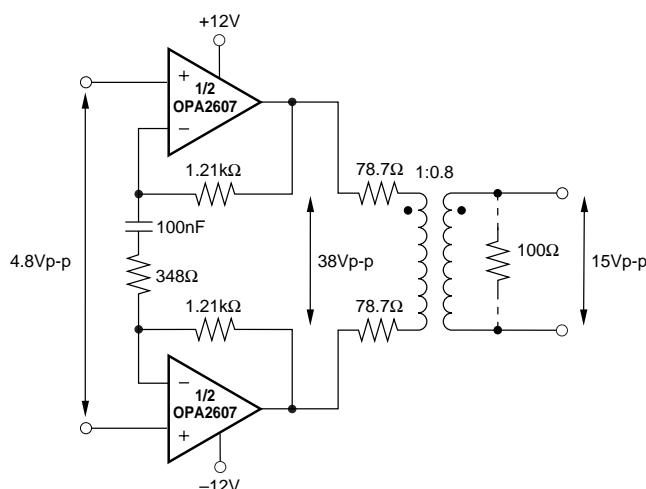 +12V
+
1/2
OPA2607
−
1.21kΩ
78.7Ω
1:0.8
100nF
4.8Vp-p
348Ω
38Vp-p
100Ω
15Vp-p
1.21kΩ
78.7Ω
−
1/2
OPA2607
+
–12V